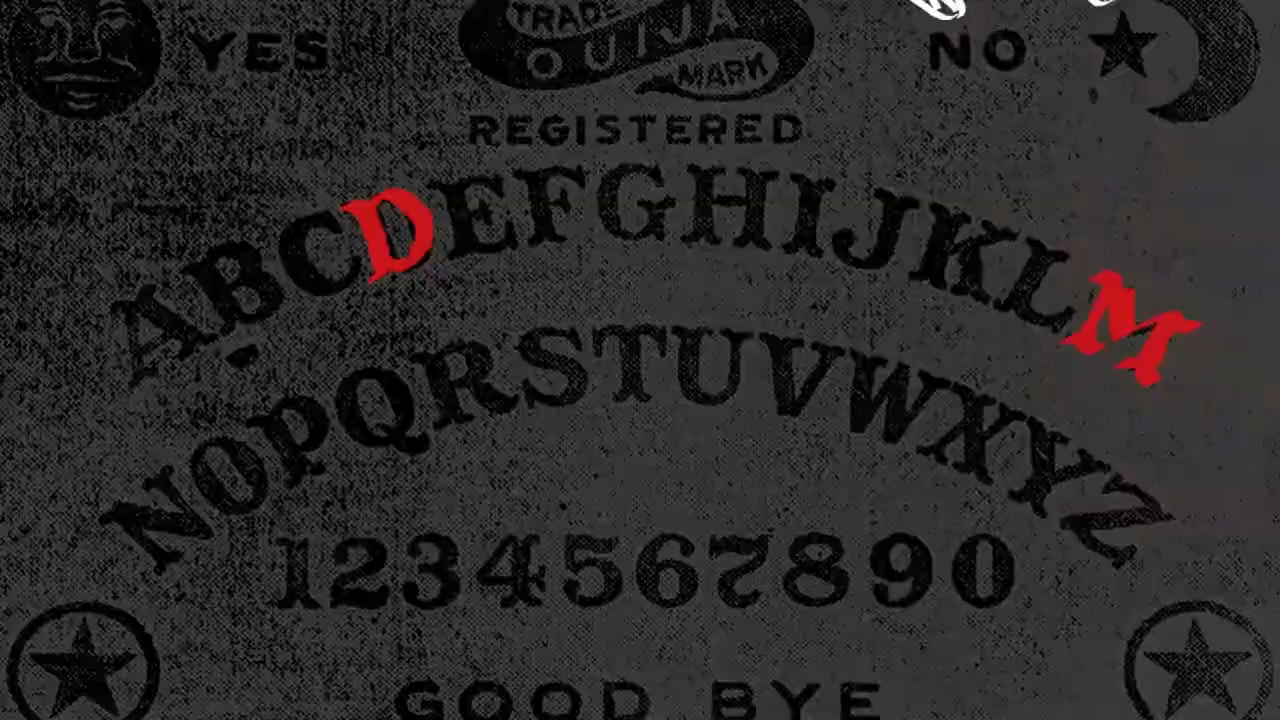 YES
TRADE
OUIJA
MARK
NO
REGISTERED
ABCDEFGHIJKLM
NOPQRSTUVWXYZ
1234567890
GOOD BYE